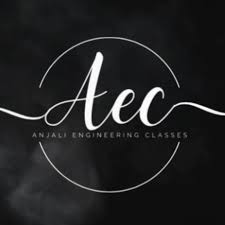 Aec
ANJALI ENGINEERING CLASSES